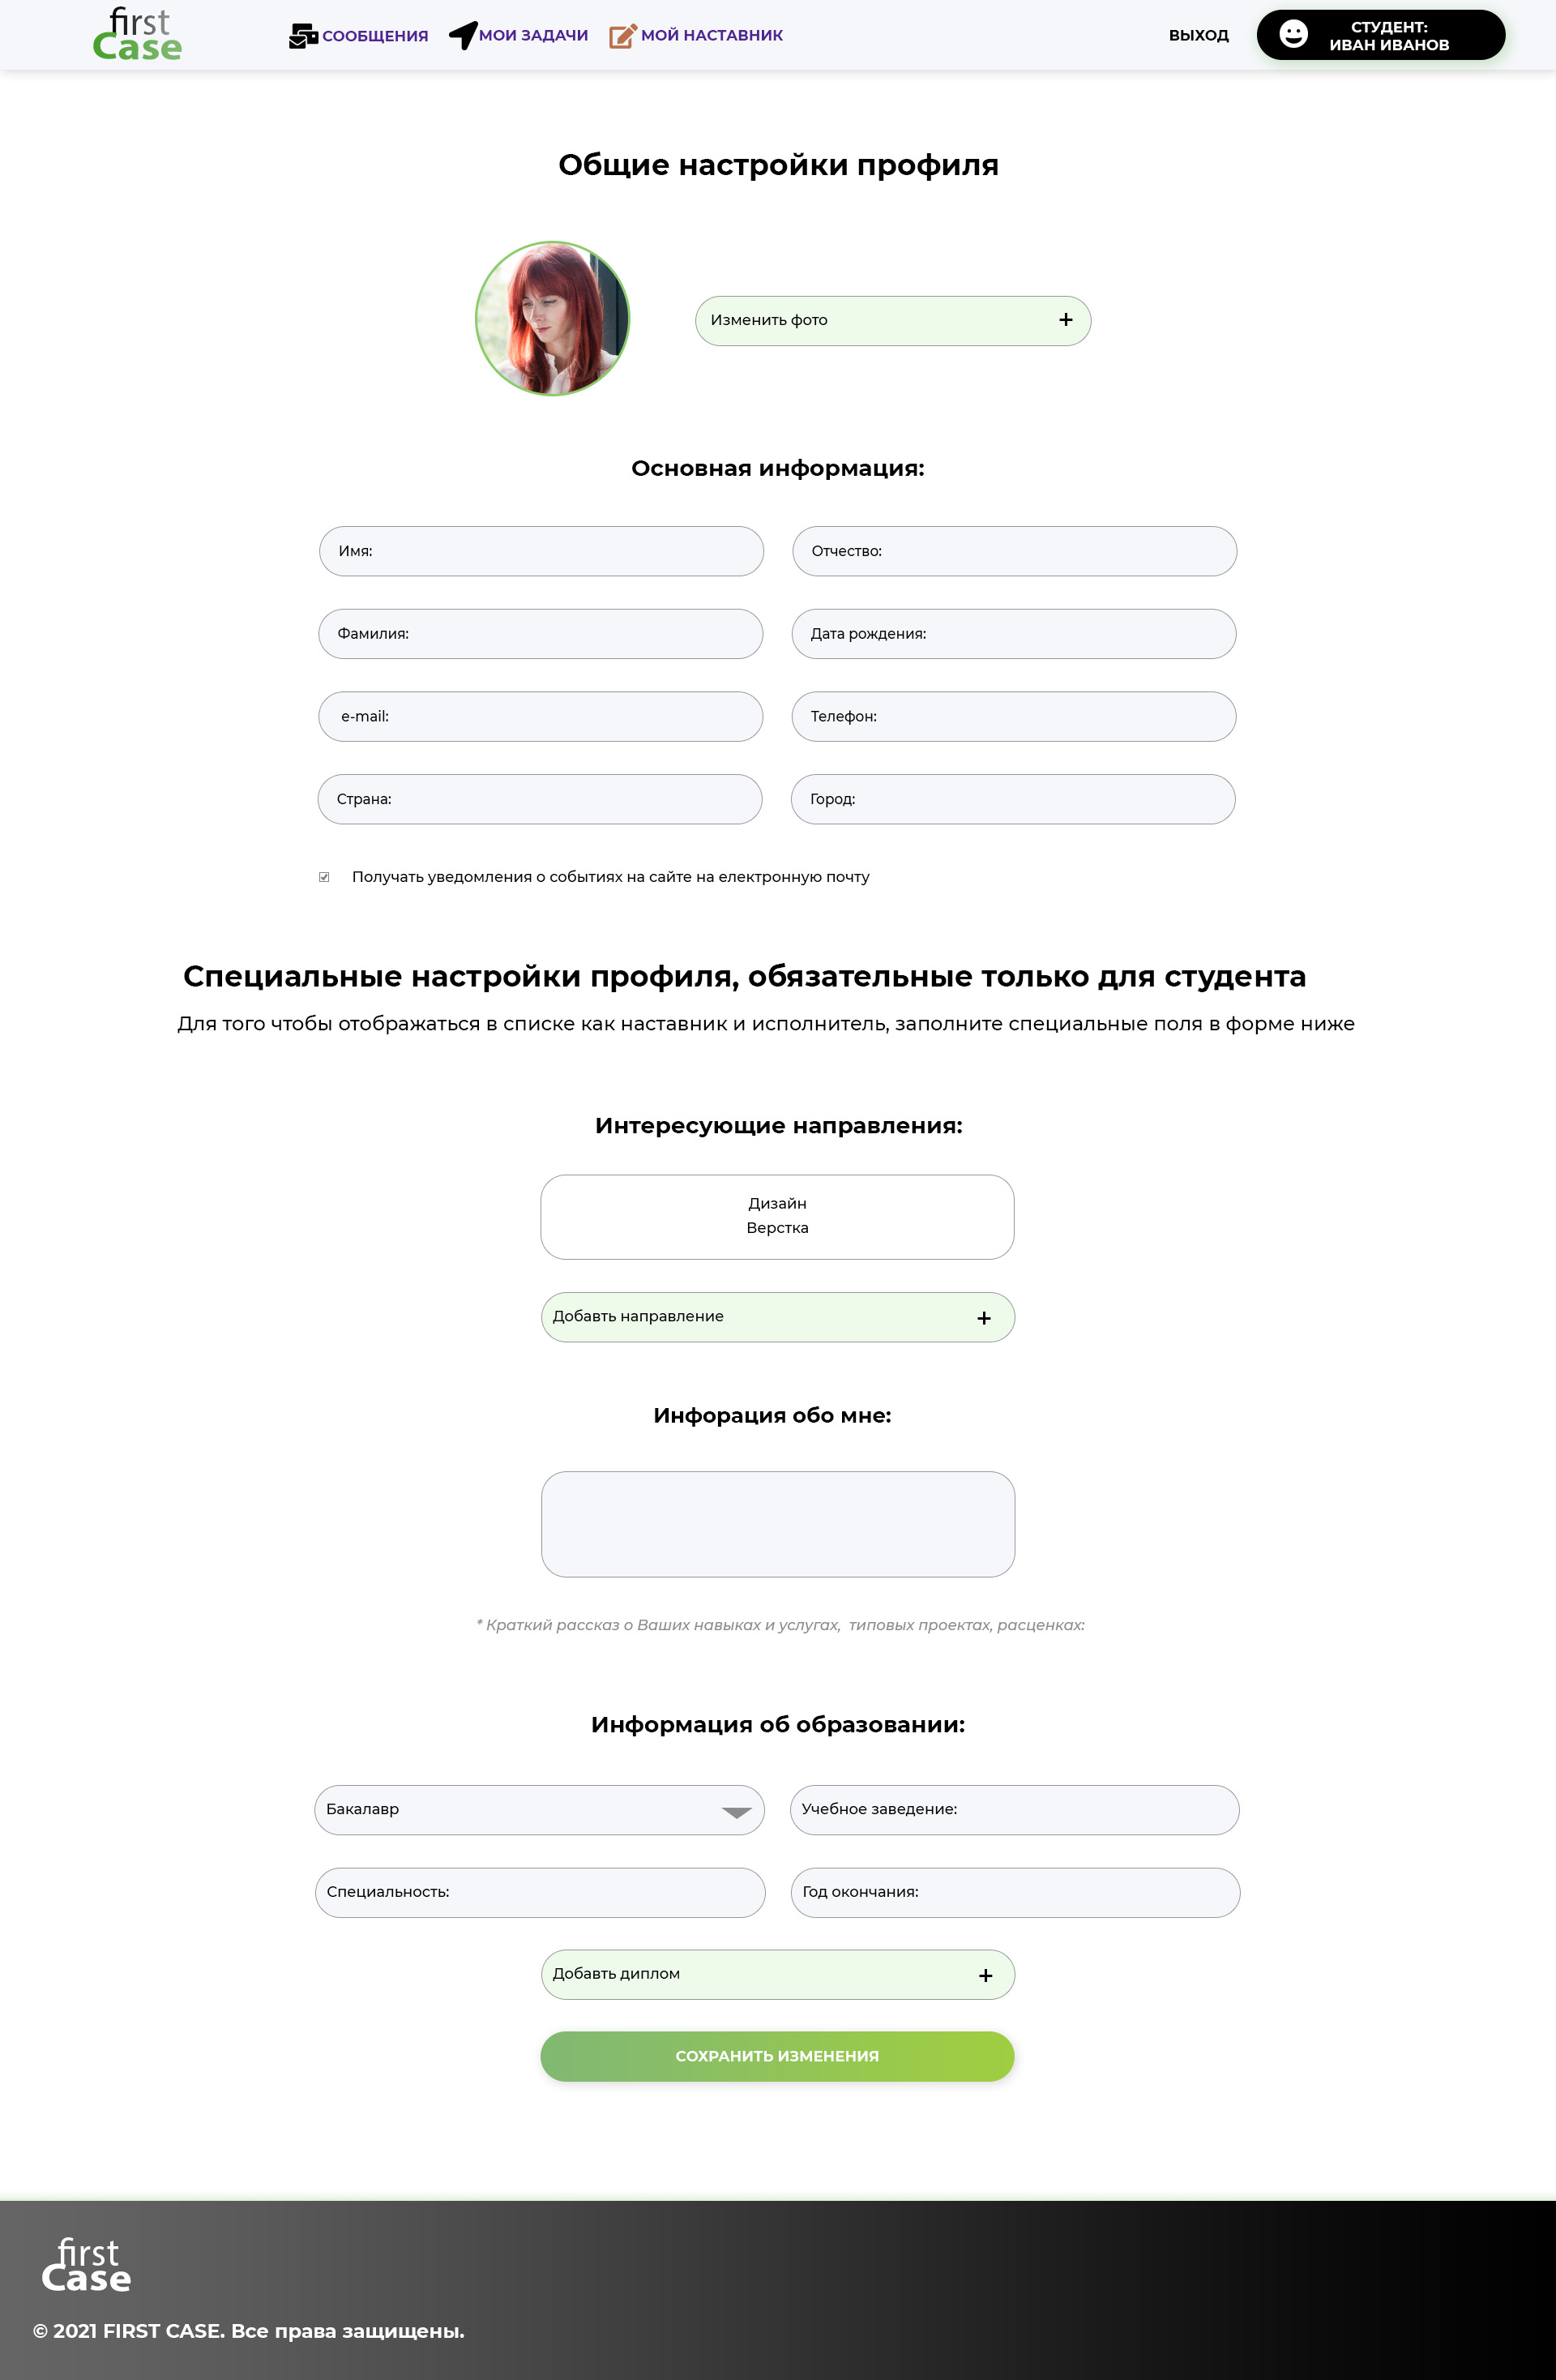 first
Case
СООБЩЕНИЯ
МОИ ЗАДАЧИ
МОЙ НАСТАВНИК
ВЫХОД
СТУДЕНТ:
ИВАН ИВАНОВ
Общие настройки профиля
Изменить фото
+
Основная информация:
Имя:
Отчество:
Фамилия:
Дата рождения:
e-mail:
Телефон:
Страна:
Город:
Получать уведомления о событиях на сайте на електронную почту
Специальные настройки профиля, обязательные только для студента
Для того чтобы отображаться в списке как наставник и исполнитель, заполните специальные поля в форме ниже
Интересующие направления:
Дизайн
Верстка
Добавть направление
+
Инфорация обо мне:
* Краткий рассказ о Ваших навыках и услугах,  типовых проектах, расценках:
Информация об образовании:
Бакалавр
Учебное заведение:
Специальность:
Год окончания:
Добавть диплом
+
СОХРАНИТЬ ИЗМЕНЕНИЯ
first
Case
© 2021 FIRST CASE. Все права защищены.